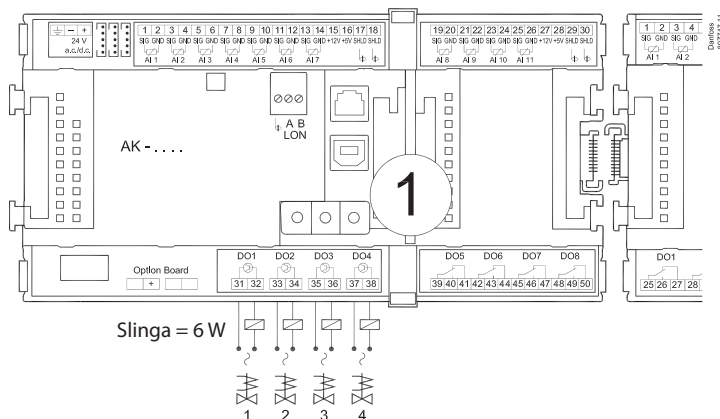 − +
24 V
a.c./d.c.
1 2 3 4 5 6 7 8 9 10 11 12 13 14 15 16 17 18
SIG GND SIG GND SIG GND SIG GND SIG GND SIG GND SIG GND +12V +5V SHLD SHLD
AI 1 AI 2 AI 3 AI 4 AI 5 AI 6 AI 7
19 20 21 22 23 24 25 26 27 28 29 30
SIG GND SIG GND SIG GND SIG GND +12V +5V SHLD SHLD
AI 8 AI 9 AI 10 AI 11
1 2 3 4
SIG GND SIG GND
AI 1 AI 2
Danfoss
A B
LON
AK - . . . .
1
Option Board
+
DO1 DO2 DO3 DO4
31 32 33 34 35 36 37 38
DO5 DO6 DO7 DO8
39 40 41 42 43 44 45 46 47 48 49 50
DO1
25 26 27 28
Slinga = 6 W
1 2 3 4